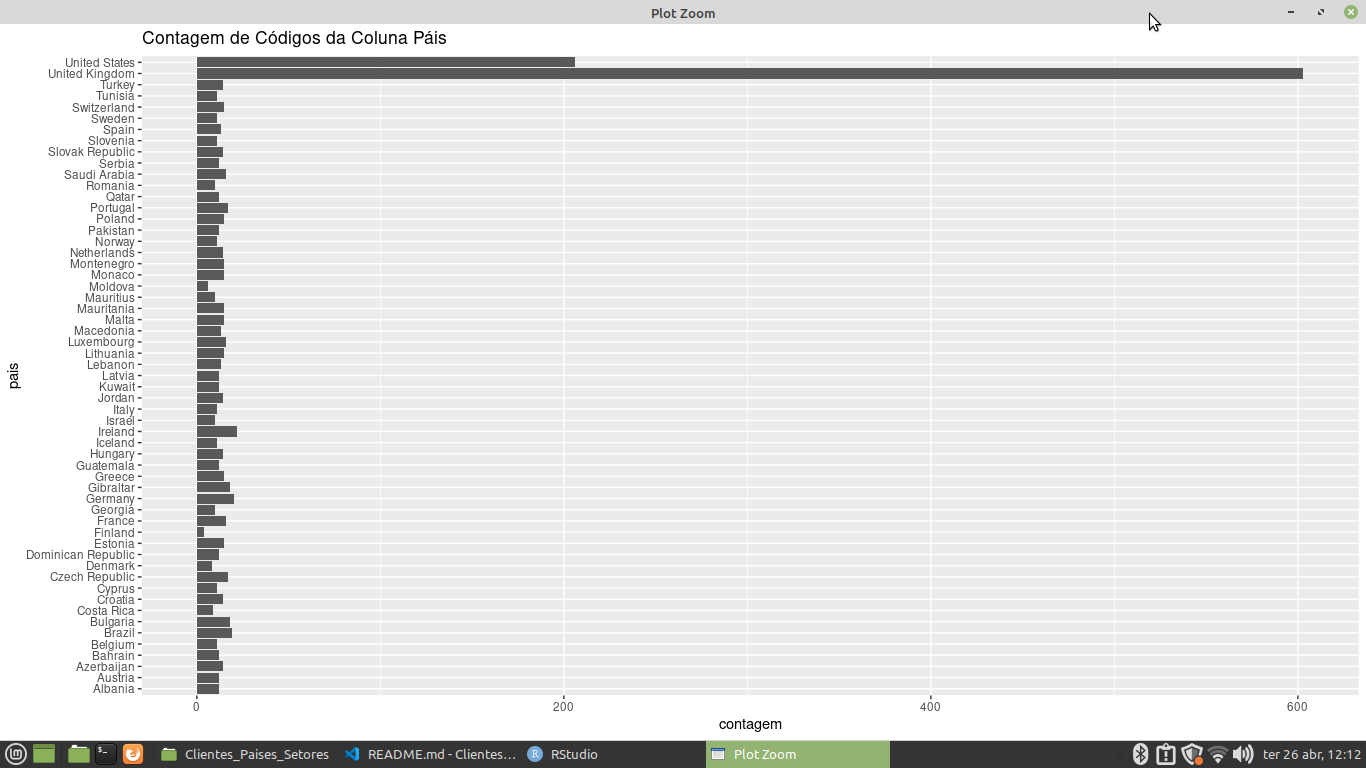 Plot Zoom
Contagem de Códigos da Coluna Páis
United States
United Kingdom
Turkey
Tunisia
Switzerland
Sweden
Spain
Slovenia
Slovak Republic
Serbia
Saudi Arabia
Romania
Qatar
Portugal
Poland
Pakistan
Norway
Netherlands
Montenegro
Monaco
Moldova
Mauritius
Mauritania
Malta
Macedonia
Luxembourg
Lithuania
Lebanon
Latvia
Kuwait
Jordan
Italy
Israel
Ireland
Iceland
Hungary
Guatemala
Greece
Gibraltar
Germany
Georgia
France
Finland
Estonia
Dominican Republic
Denmark
Czech Republic
Cyprus
Croatia
Costa Rica
Bulgaria
Brazil
Belgium
Bahrain
Azerbaijan
Austria
Albania
pais
0 200 400 600
contagem
Clientes_Paises_Setores README.md - Clientes... RStudio Plot Zoom ter 26 abr, 12:12